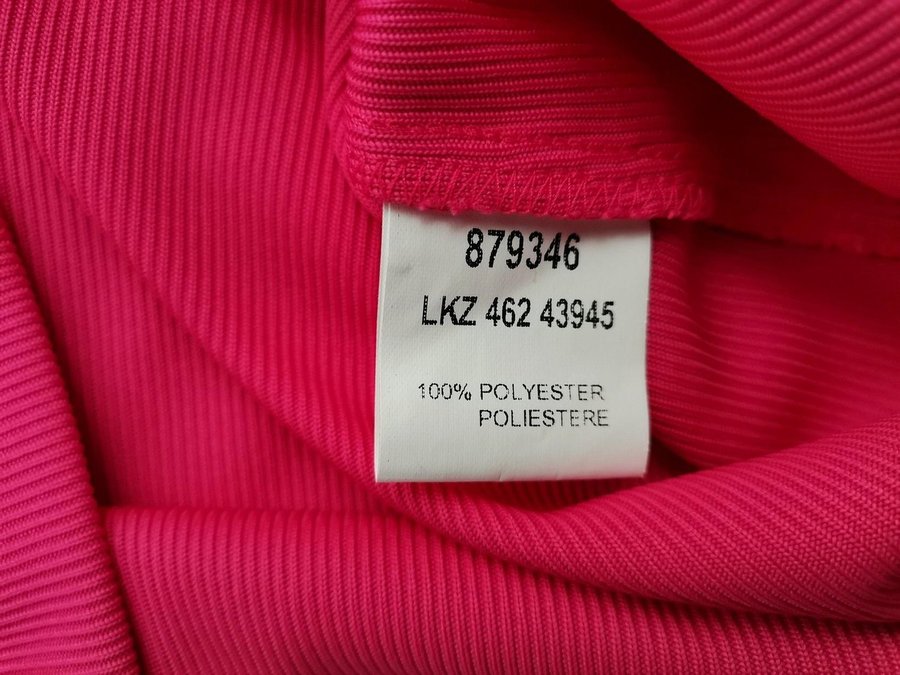 879346
LKZ 462 43945
100% POLYESTER
POLIESTERE